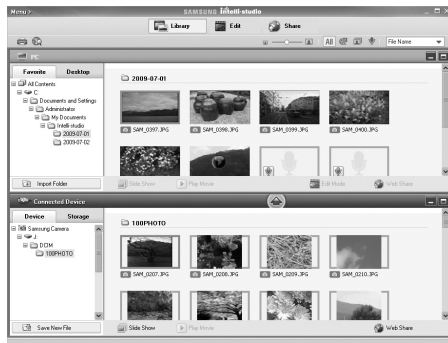 Menu >
SAMSUNG Intelli-studio
Library Edit Share
All File Name
PC
Favorite Desktop
2009-07-01
All Contents
C:
Documents and Settings
Administrator
My Documents
Intelli-studio
2009-07-01
2009-07-02
SAM_0397.JPG SAM_0398.JPG SAM_0399.JPG SAM_0400.JPG
Import Folder Slide Show Play Movie Edit Mode Web Share
Connected Device
Device Storage
100PHOTO
Samsung Camera
J:
DCIM
100PHOTO
SAM_0207.JPG SAM_0208.JPG SAM_0209.JPG SAM_0210.JPG
Save New File Slide Show Play Movie Web Share